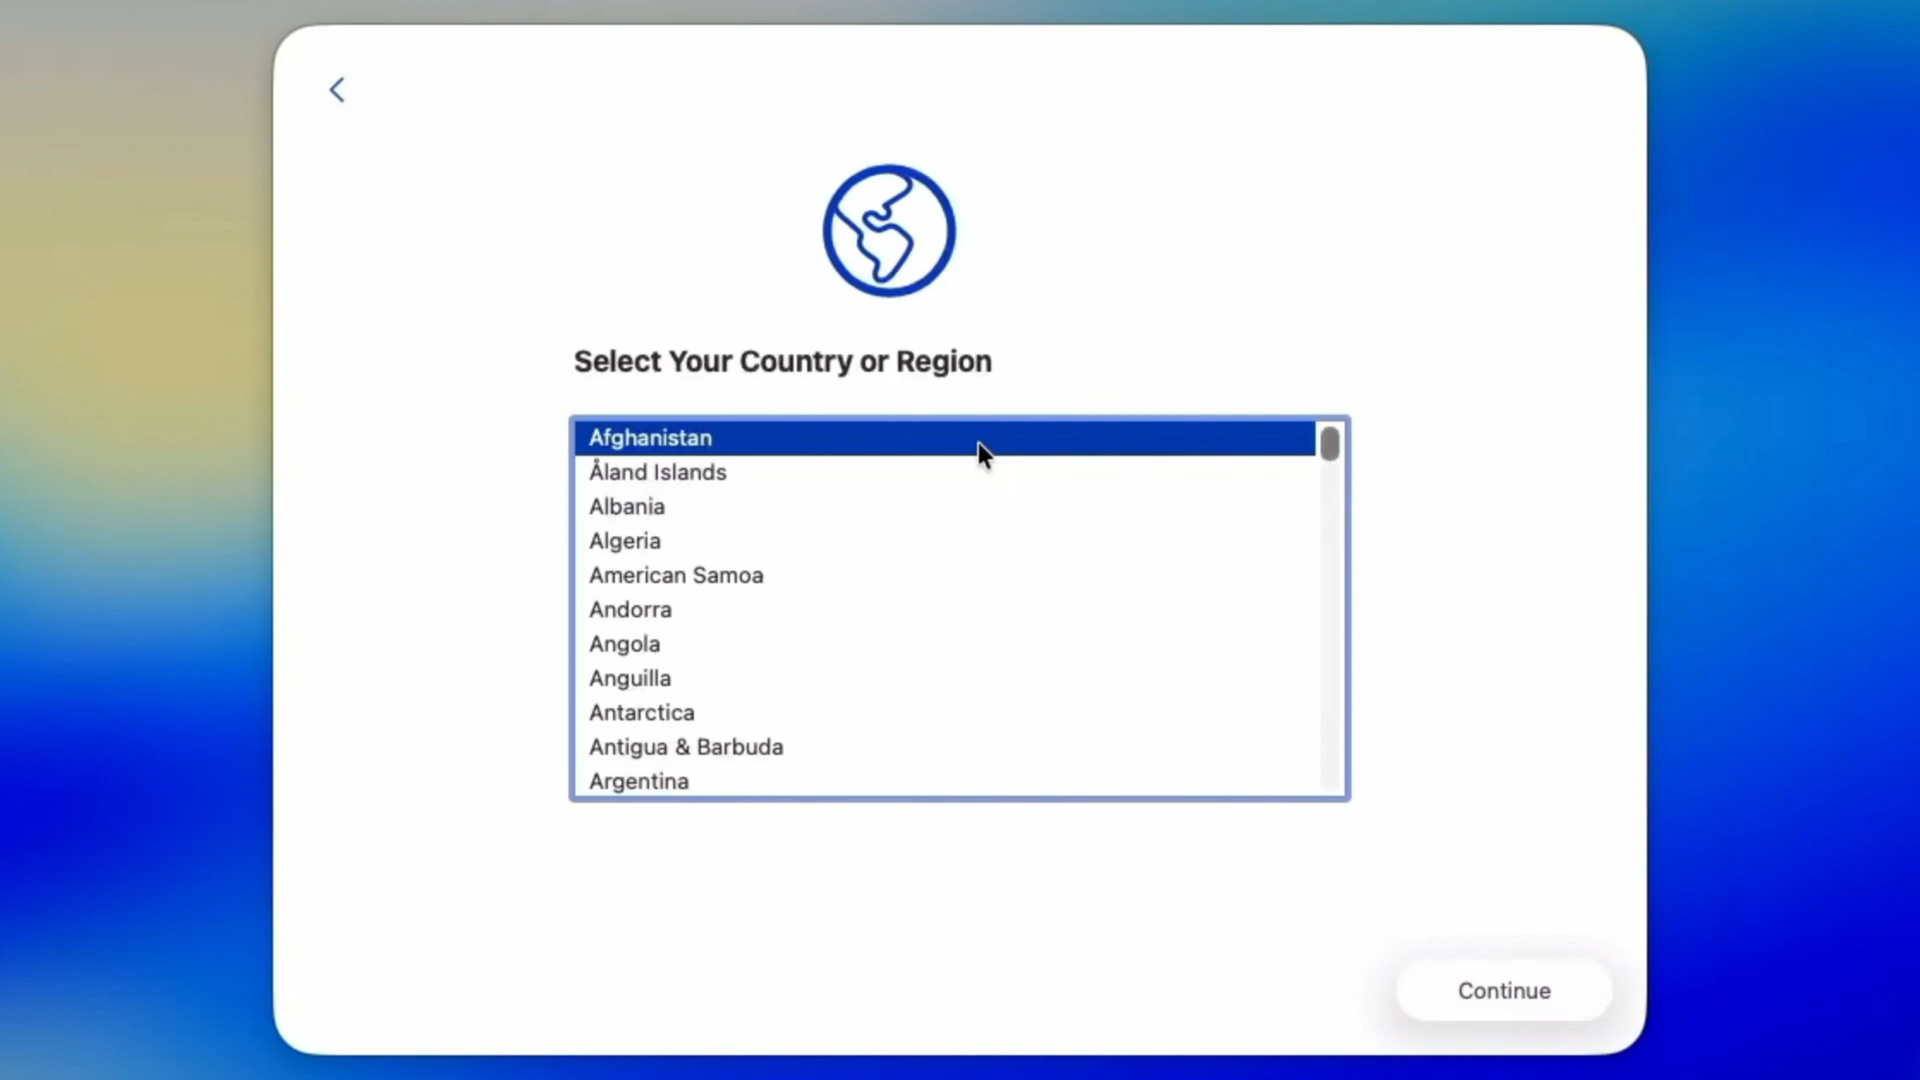 Select Your Country or Region
Afghanistan
Åland Islands
Albania
Algeria
American Samoa
Andorra
Angola
Anguilla
Antarctica
Antigua & Barbuda
Argentina
Continue